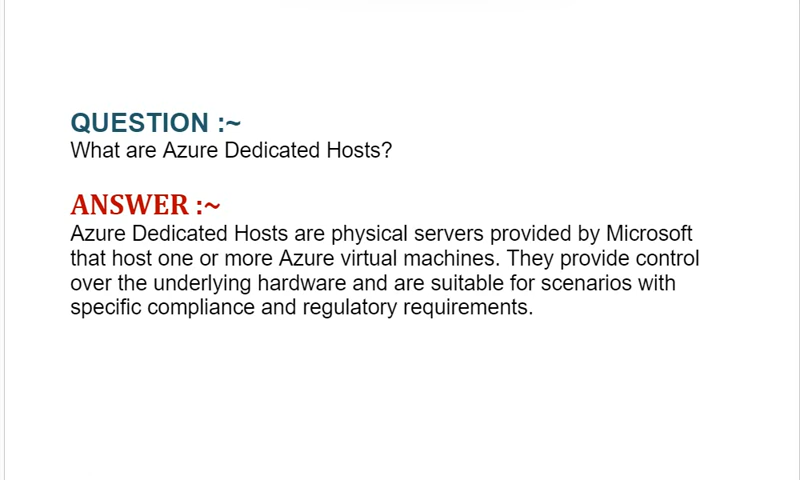 QUESTION :~
What are Azure Dedicated Hosts?
ANSWER :~
Azure Dedicated Hosts are physical servers provided by Microsoft
that host one or more Azure virtual machines. They provide control
over the underlying hardware and are suitable for scenarios with
specific compliance and regulatory requirements.